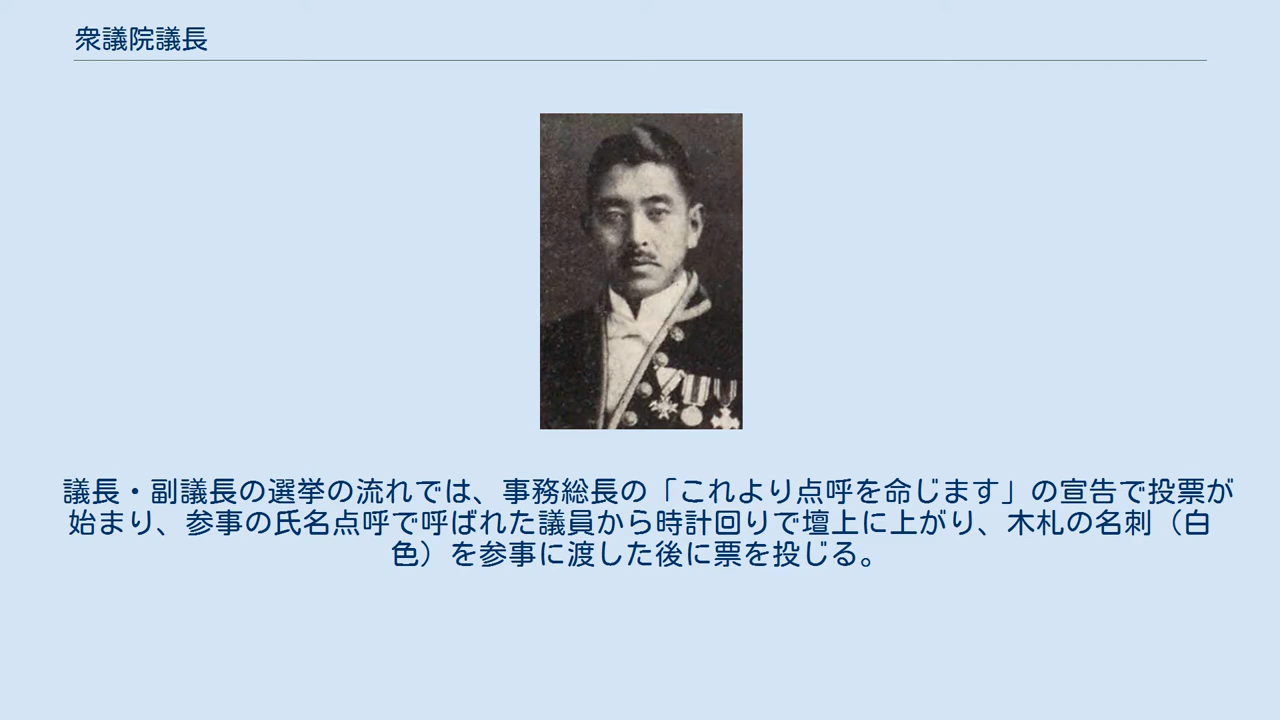 衆議院議長
議長・副議長の選挙の流れでは、事務総長の「これより点呼を命じます」の宣告で投票が
始まり、参事の氏名点呼で呼ばれた議員から時計回りで壇上に上がり、木札の名刺（白
色）を参事に渡した後に票を投じる。